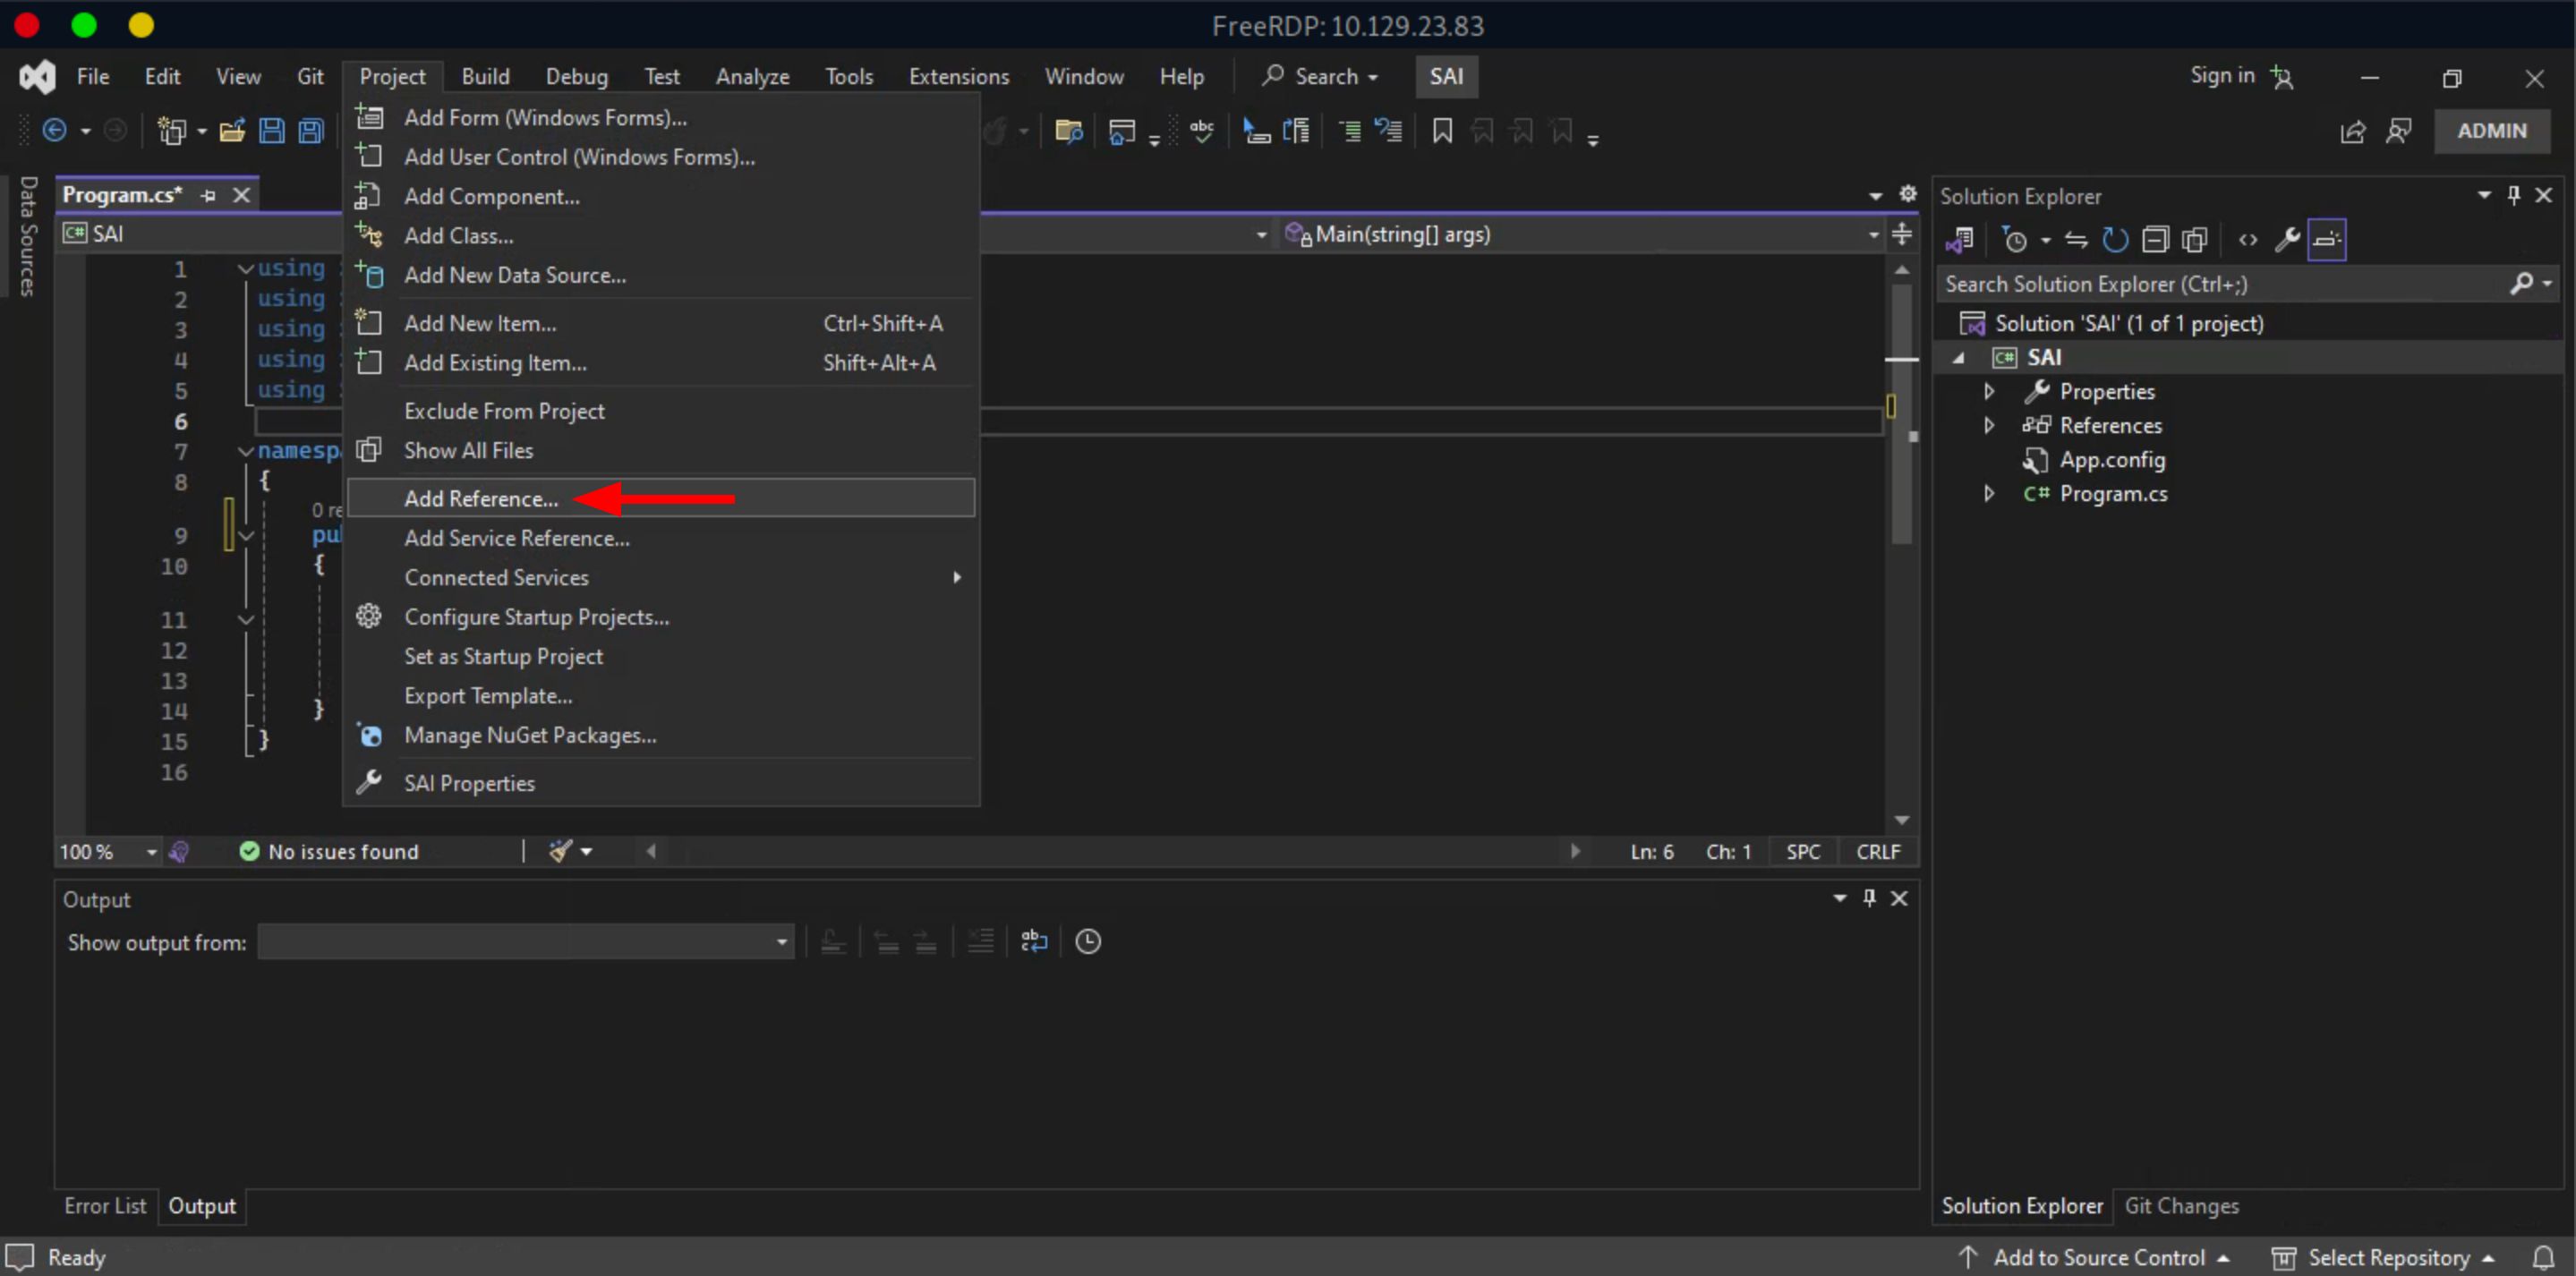 FreeRDP: 10.129.23.83
File Edit View Git Project Build Debug Test Analyze Tools Extensions Window Help Search SAI Sign in
ADMIN
Data Sources
Program.cs*
C# SAI
Main(string[] args)
Add Form (Windows Forms)...
Add User Control (Windows Forms)...
Add Component...
Add Class...
Add New Data Source...
Add New Item... Ctrl+Shift+A
Add Existing Item... Shift+Alt+A
Exclude From Project
Show All Files
Add Reference...
Add Service Reference...
Connected Services
Configure Startup Projects...
Set as Startup Project
Export Template...
Manage NuGet Packages...
SAI Properties
1 using
2 using
3 using
4 using
5 using
6
7
8 {
9
10 {
11
12
13
14 }
15 }
16
100 % No issues found Ln: 6 Ch: 1 SPC CRLF
Output
Show output from:
Error List Output
Solution Explorer
Search Solution Explorer (Ctrl+;)
Solution 'SAI' (1 of 1 project)
C# SAI
Properties
References
App.config
C# Program.cs
Solution Explorer Git Changes
Ready Add to Source Control Select Repository